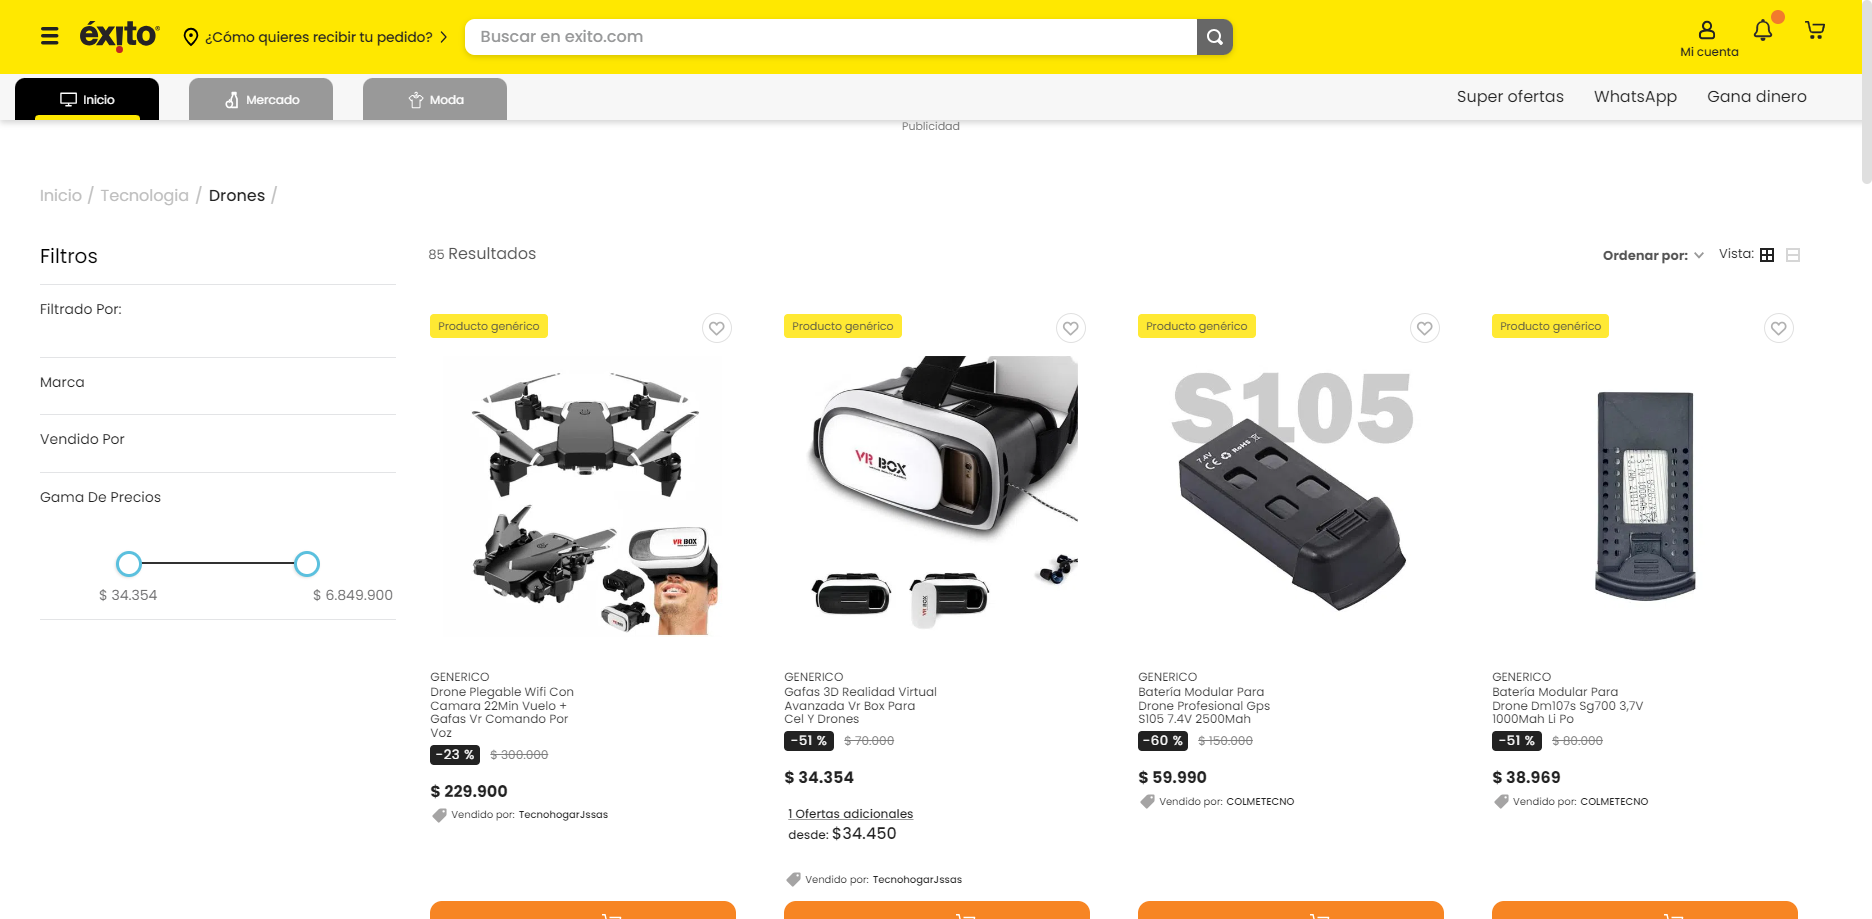 éxito
¿Cómo quieres recibir tu pedido?
Buscar en exito.com
Mi cuenta
Inicio
Mercado
Moda
Super ofertas
WhatsApp
Gana dinero
Publicidad
Inicio / Tecnologia / Drones /
Filtros
85 Resultados
Ordenar por:
Vista:
Filtrado Por:
Marca
Vendido Por
Gama De Precios
$ 34.354
$ 6.849.900
Producto genérico
VR BOX
GENERICO
Drone Plegable Wifi Con
Camara 22Min Vuelo +
Gafas Vr Comando Por
Voz
-23 % $ 300.000
$ 229.900
Vendido por: TecnohogarJssas
Producto genérico
VR BOX
GENERICO
Gafas 3D Realidad Virtual
Avanzada Vr Box Para
Cel Y Drones
-51 % $ 70.000
$ 34.354
1 Ofertas adicionales
desde: $34.450
Vendido por: TecnohogarJssas
Producto genérico
S105
7.4V
CE RoHS
GENERICO
Batería Modular Para
Drone Profesional Gps
S105 7.4V 2500Mah
-60 % $ 150.000
$ 59.990
Vendido por: COLMETECNO
Producto genérico
GENERICO
Batería Modular Para
Drone Dm107s Sg700 3,7V
1000Mah Li Po
-51 % $ 80.000
$ 38.969
Vendido por: COLMETECNO